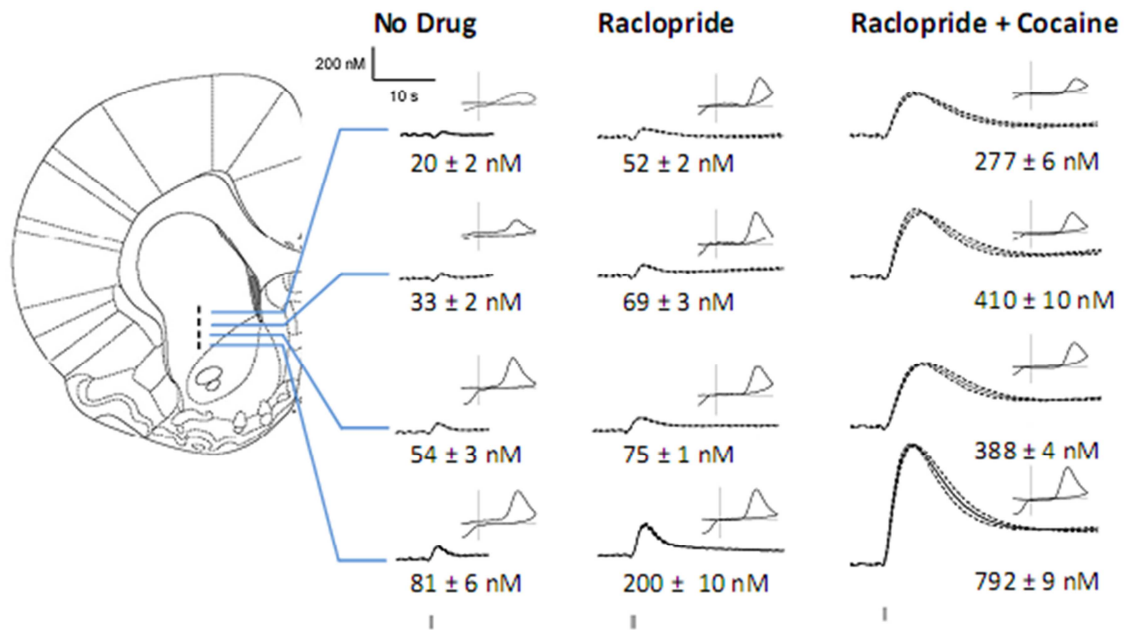 No Drug Raclopride Raclopride + Cocaine
200 nM
10 s
20 ± 2 nM 52 ± 2 nM 277 ± 6 nM
33 ± 2 nM 69 ± 3 nM 410 ± 10 nM
54 ± 3 nM 75 ± 1 nM 388 ± 4 nM
81 ± 6 nM 200 ± 10 nM 792 ± 9 nM